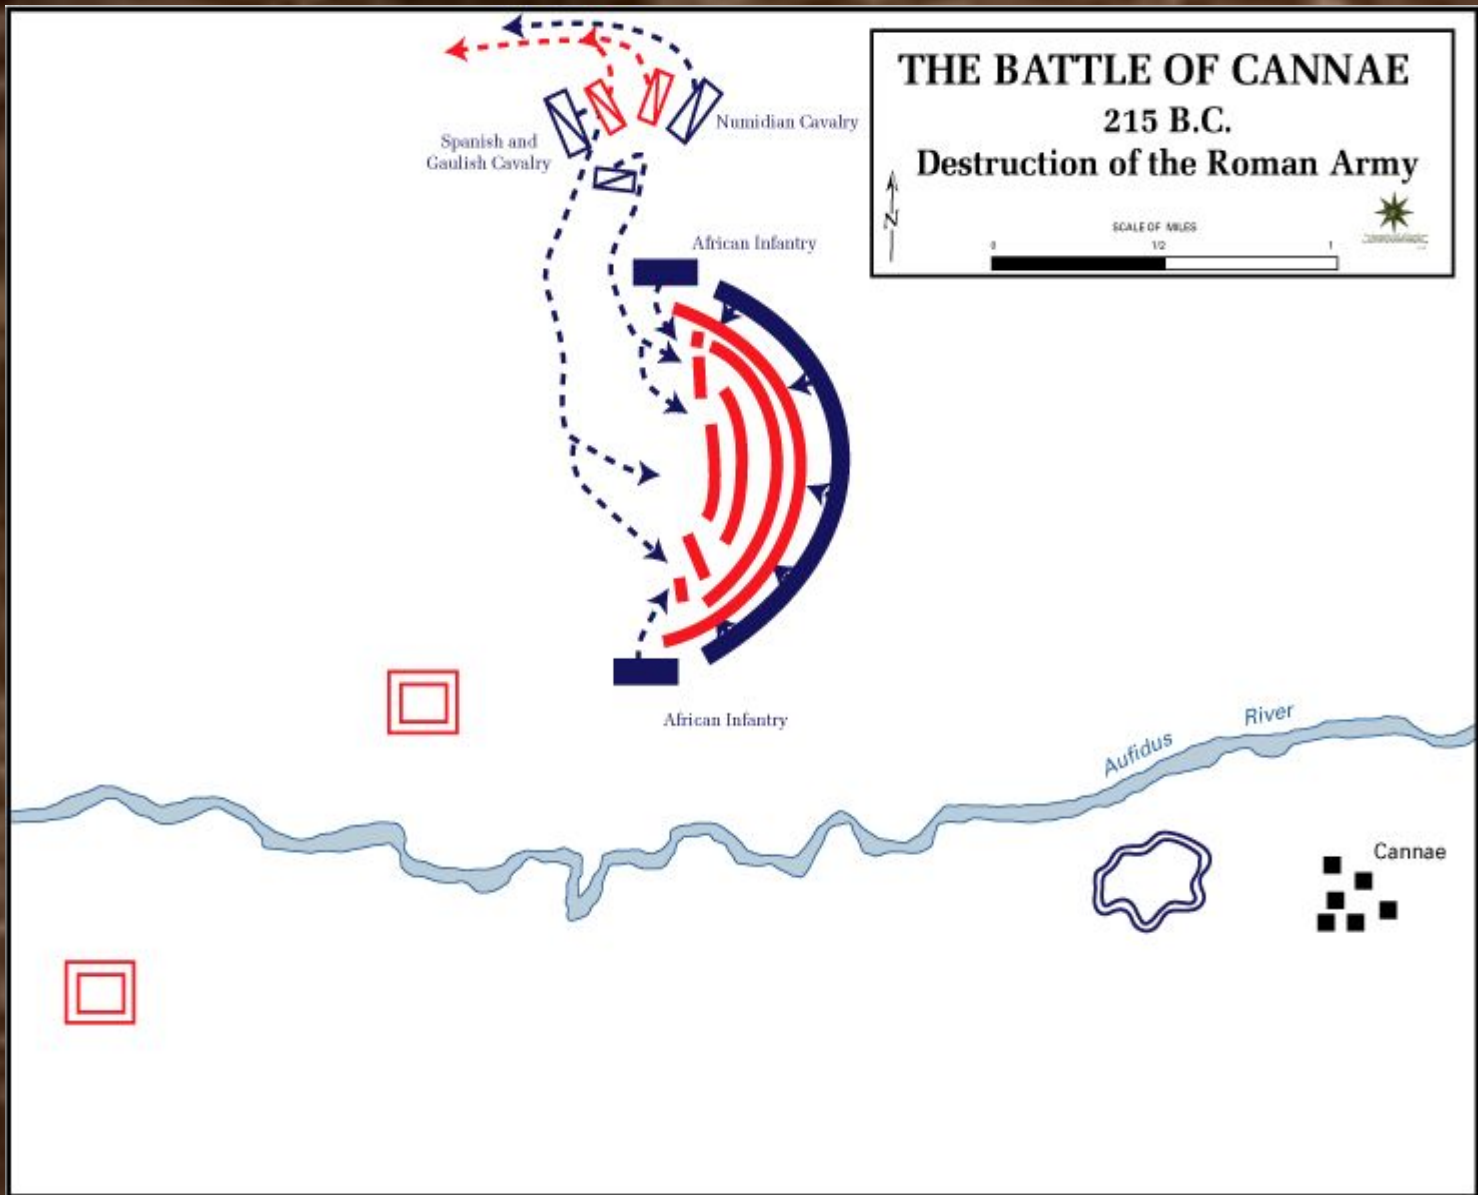 THE BATTLE OF CANNAE
215 B.C.
Destruction of the Roman Army
N
SCALE OF MILES
0 1/2 1
Numidian Cavalry
Spanish and
Gaulish Cavalry
African Infantry
African Infantry
Aufidus River
Cannae